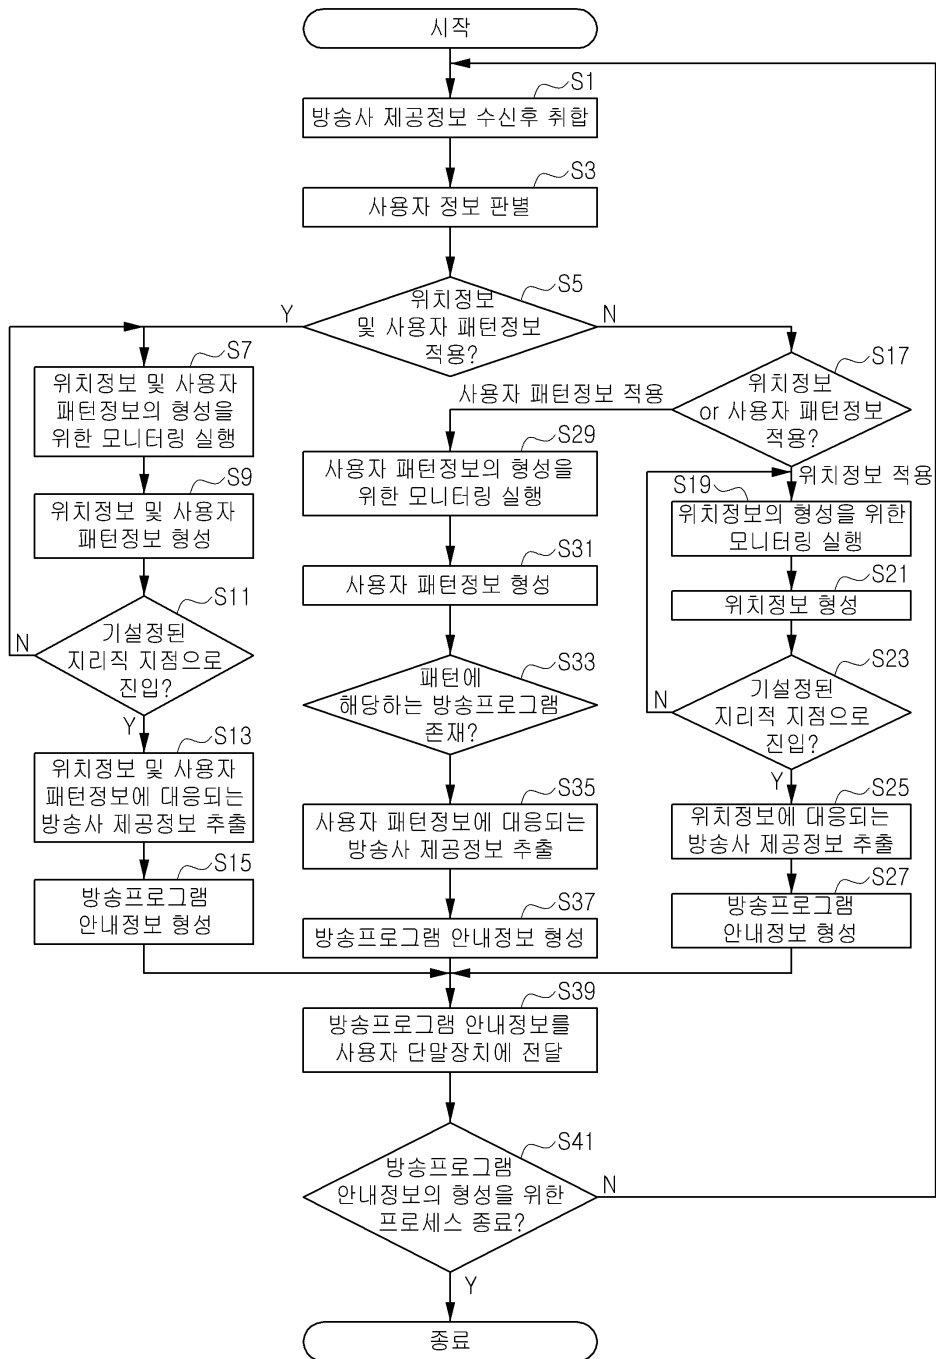 시작
S1
방송사 제공정보 수신후 취합
S3
사용자 정보 판별
S5
위치정보
및 사용자 패턴정보
적용?
Y
N
S7
위치정보 및 사용자
패턴정보의 형성을
위한 모니터링 실행
S9
위치정보 및 사용자
패턴정보 형성
S11
기설정된
지리직 지점으로
진입?
N
Y
S13
위치정보 및 사용자
패턴정보에 대응되는
방송사 제공정보 추출
S15
방송프로그램
안내정보 형성
S17
위치정보
or 사용자 패턴정보
적용?
사용자 패턴정보 적용
위치정보 적용
S29
사용자 패턴정보의 형성을
위한 모니터링 실행
S31
사용자 패턴정보 형성
S33
패턴에
해당하는 방송프로그램
존재?
S35
사용자 패턴정보에 대응되는
방송사 제공정보 추출
S37
방송프로그램 안내정보 형성
S19
위치정보의 형성을 위한
모니터링 실행
S21
위치정보 형성
S23
기설정된
지리적 지점으로
진입?
N
Y
S25
위치정보에 대응되는
방송사 제공정보 추출
S27
방송프로그램
안내정보 형성
S39
방송프로그램 안내정보를
사용자 단말장치에 전달
S41
방송프로그램
안내정보의 형성을 위한
프로세스 종료?
N
Y
종료